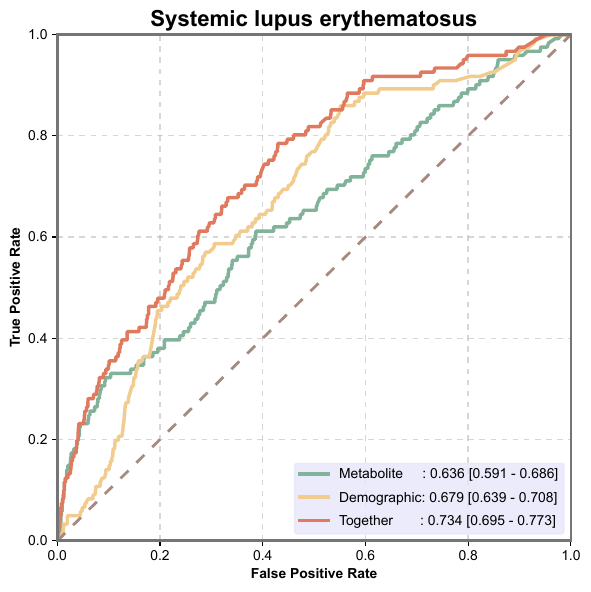 Systemic lupus erythematosus
1.0
0.8
0.6
0.4
0.2
0.0
True Positive Rate
Metabolite : 0.636 [0.591 - 0.686]
Demographic: 0.679 [0.639 - 0.708]
Together : 0.734 [0.695 - 0.773]
0.0 0.2 0.4 0.6 0.8 1.0
False Positive Rate